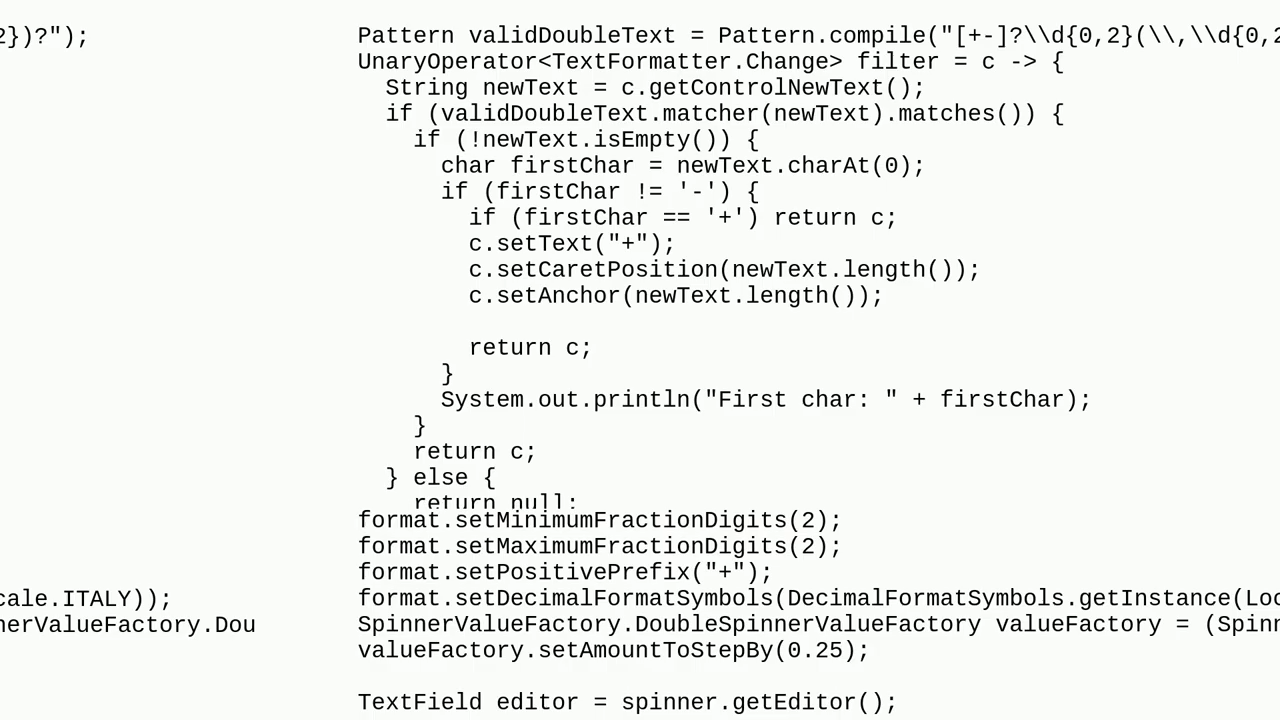 2})?");
Pattern validDoubleText = Pattern.compile("[+-]?\\d{0,2}(\\,\\d{0,2
UnaryOperator<TextFormatter.Change> filter = c -> {
String newText = c.getControlNewText();
if (validDoubleText.matcher(newText).matches()) {
if (!newText.isEmpty()) {
char firstChar = newText.charAt(0);
if (firstChar != '-') {
if (firstChar == '+') return c;
c.setText("+");
c.setCaretPosition(newText.length());
c.setAnchor(newText.length());
return c;
}
System.out.println("First char: " + firstChar);
}
return c;
} else {
return null;
format.setMinimumFractionDigits(2);
format.setMaximumFractionDigits(2);
format.setPositivePrefix("+");
cale.ITALY));
format.setDecimalFormatSymbols(DecimalFormatSymbols.getInstance(Loc
nerValueFactory.Dou
SpinnerValueFactory.DoubleSpinnerValueFactory valueFactory = (Spinn
valueFactory.setAmountToStepBy(0.25);
TextField editor = spinner.getEditor();